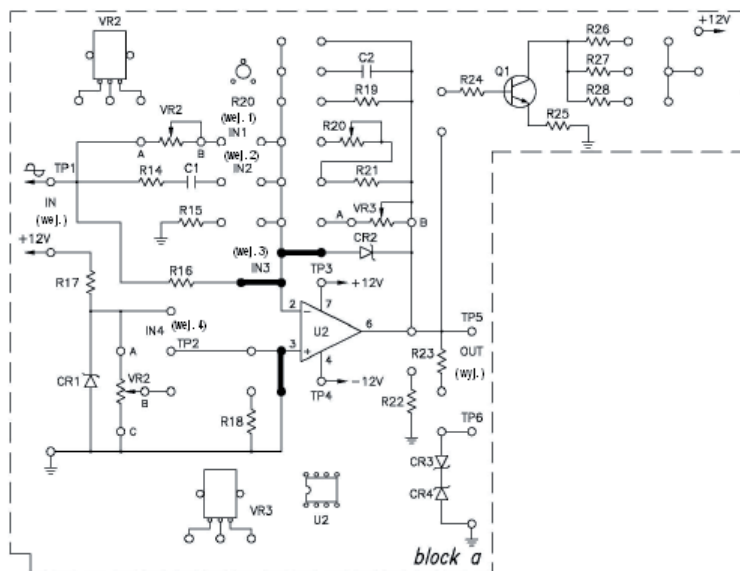 VR2
+12V
R26
C2
R24
Q1
R27
R19
R20
(wej.1)
IN1
R28
VR2
R20
R25
A
B
(wej.2)
IN2
TP1
R14
C1
R21
IN
(wej.)
R15
A
VR3
B
+12V
(wej.3)
CR2
IN3
TP3
R16
+12V
R17
2
7
IN4
(wej.4)
-
U2
6
TP5
TP2
3
+
4
R23
OUT
(wyj.)
A
CR1
VR2
B
TP4
-12V
R22
R18
TP6
C
CR3
VR3
CR4
U2
block a